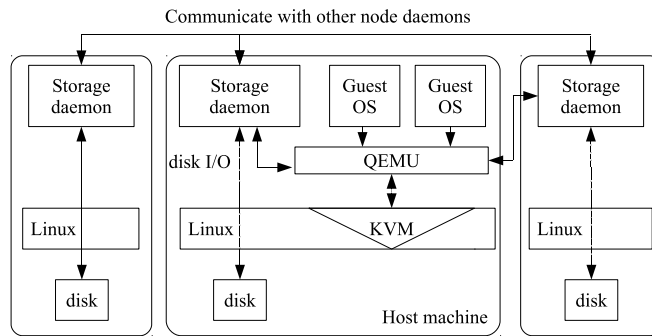 Communicate with other node daemons
Storage
daemon
Storage
daemon
Guest
OS
Guest
OS
Storage
daemon
disk I/O
QEMU
Linux
Linux
KVM
Linux
disk
disk
disk
Host machine